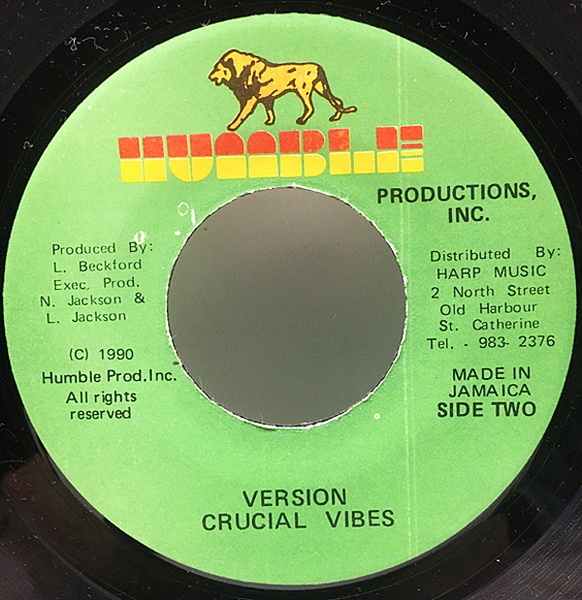 HUMBLE
PRODUCTIONS,
INC.
Produced By:
L. Beckford
Exec. Prod.
N. Jackson &
L. Jackson
(C) 1990
Humble Prod.Inc.
All rights
reserved
Distributed By:
HARP MUSIC
2 North Street
Old Harbour
St. Catherine
Tel. - 983- 2376
MADE IN
JAMAICA
SIDE TWO
VERSION
CRUCIAL VIBES